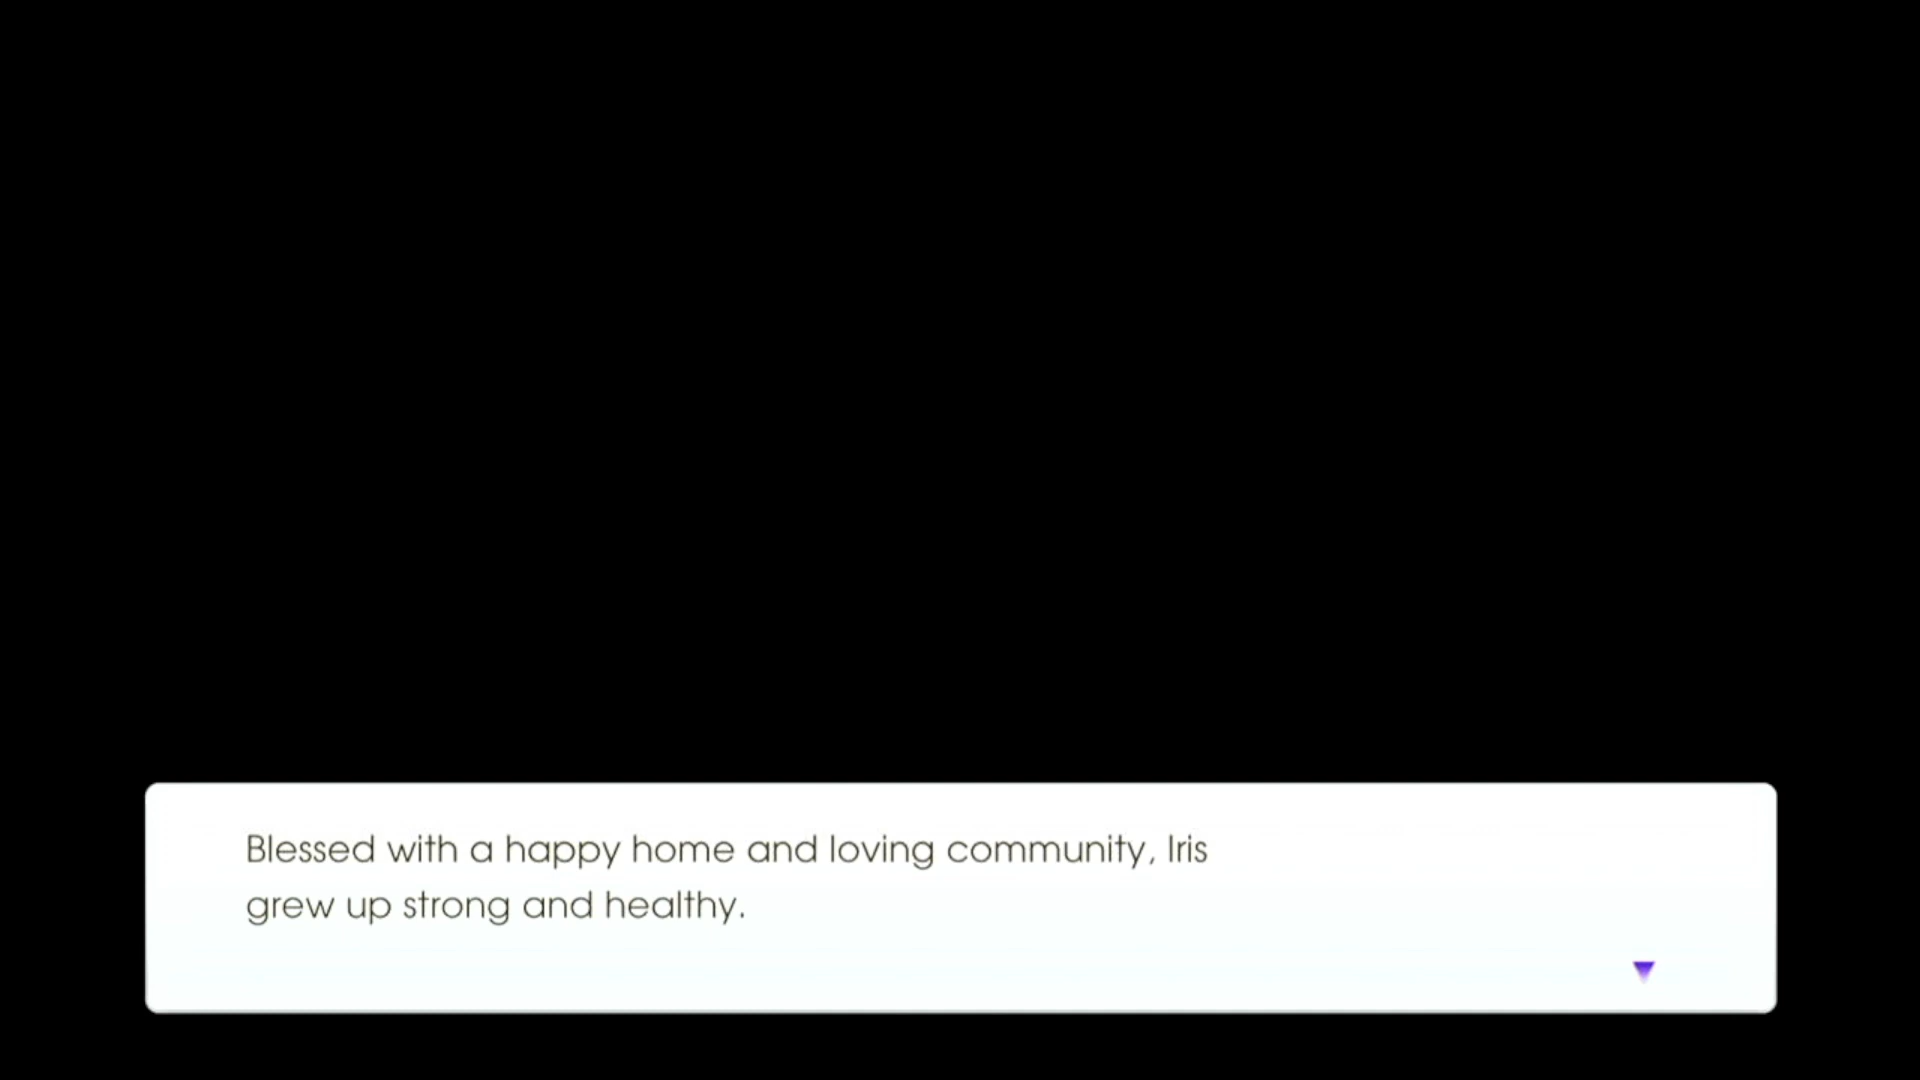 Blessed with a happy home and loving community, Iris
grew up strong and healthy.